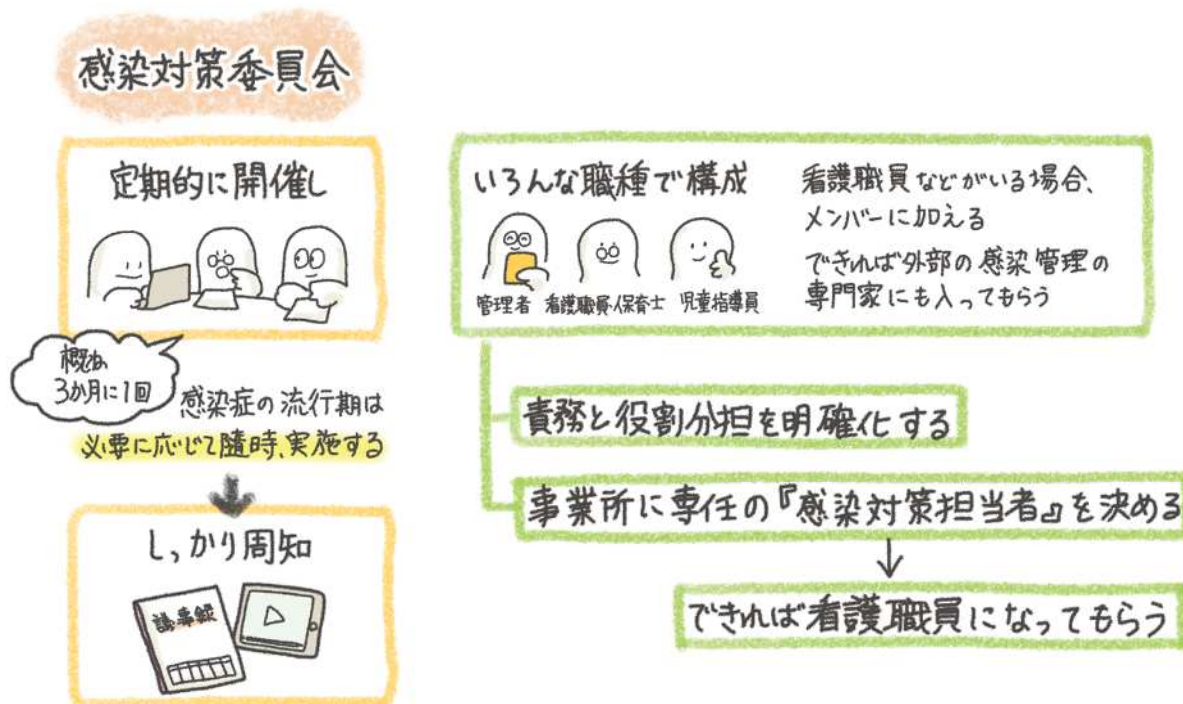 感染対策委員会
定期的に開催し
概ね
3か月に1回
感染症の流行期は
必要に応じて随時、実施する
しっかり周知
議事録
いろんな職種で構成
管理者 看護職員・保育士 児童指導員
看護職員などがいる場合、
メンバーに加える
できれば外部の感染管理の
専門家にも入ってもらう
責務と役割分担を明確化する
事業所に専任の『感染対策担当者』を決める
できれば看護職員になってもらう